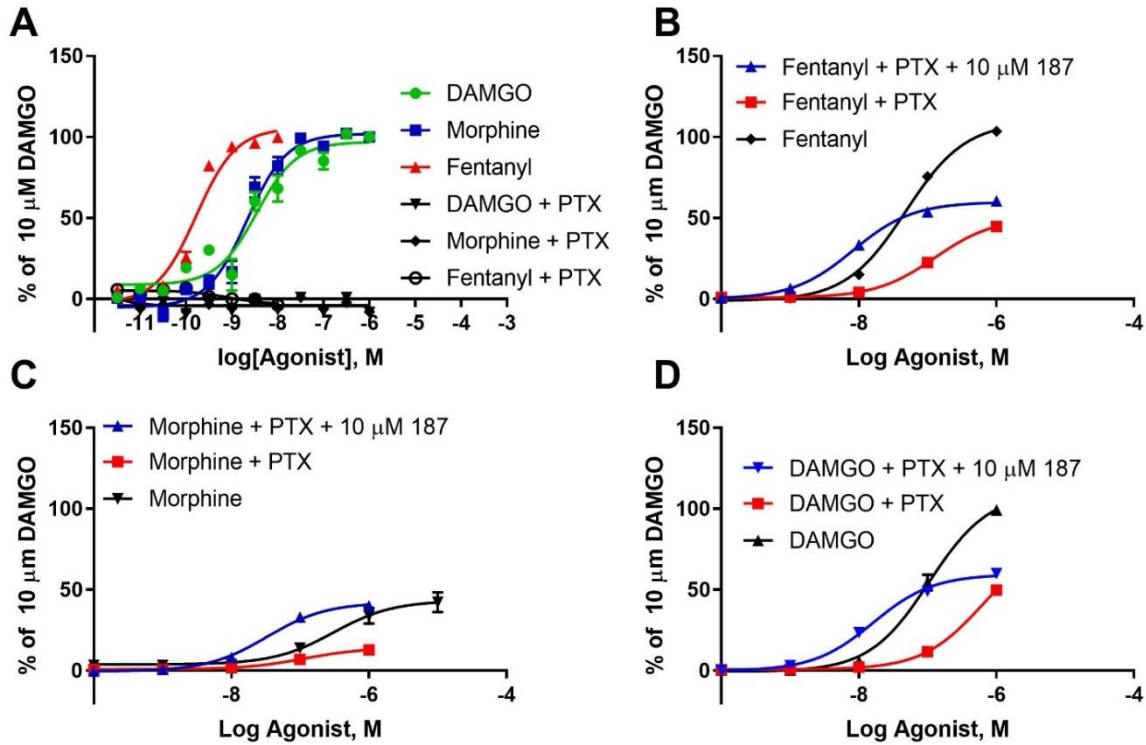 A
150
100
50
0
% of 10 μM DAMGO
-11 -10 -9 -8 -7 -6 -5 -4 -3
log[Agonist], M
DAMGO
Morphine
Fentanyl
DAMGO + PTX
Morphine + PTX
Fentanyl + PTX
B
150
100
50
0
% of 10 μm DAMGO
-8 -6 -4
Log Agonist, M
Fentanyl + PTX + 10 μM 187
Fentanyl + PTX
Fentanyl
C
150
100
50
0
% of 10 μm DAMGO
-8 -6 -4
Log Agonist, M
Morphine + PTX + 10 μM 187
Morphine + PTX
Morphine
D
150
100
50
0
% of 10 μm DAMGO
-8 -6 -4
Log Agonist, M
DAMGO + PTX + 10 μM 187
DAMGO + PTX
DAMGO